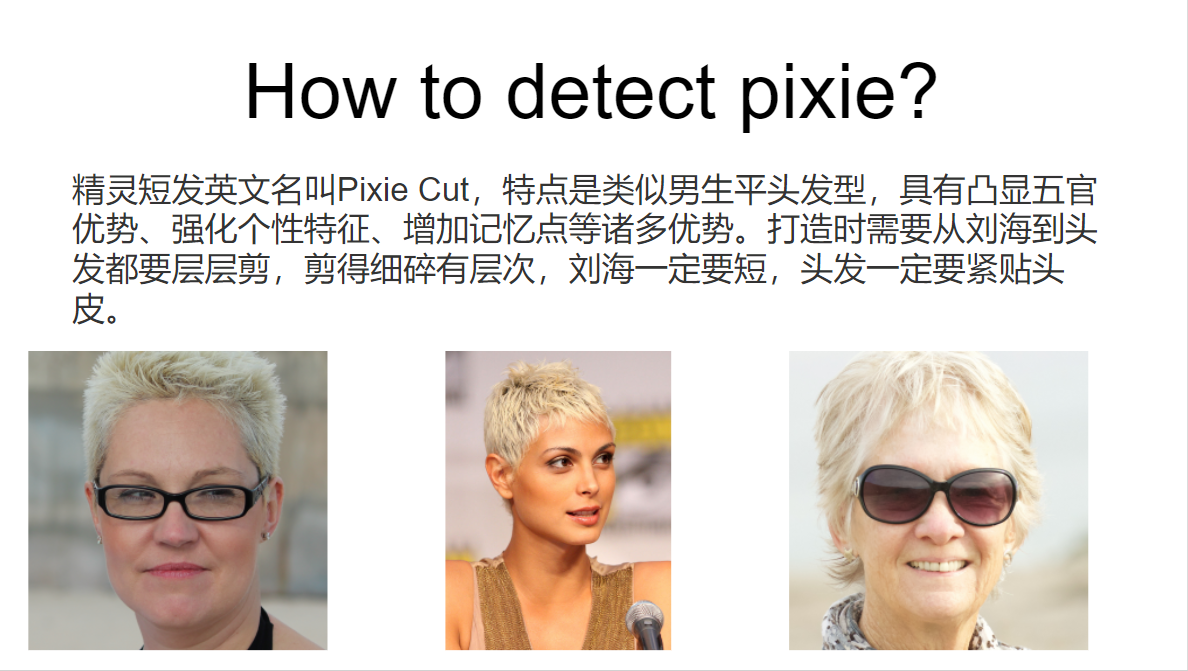 How to detect pixie?
精灵短发英文名叫Pixie Cut，特点是类似男生平头发型，具有凸显五官
优势、强化个性特征、增加记忆点等诸多优势。打造时需要从刘海到头
发都要层层剪，剪得细碎有层次，刘海一定要短，头发一定要紧贴头
皮。